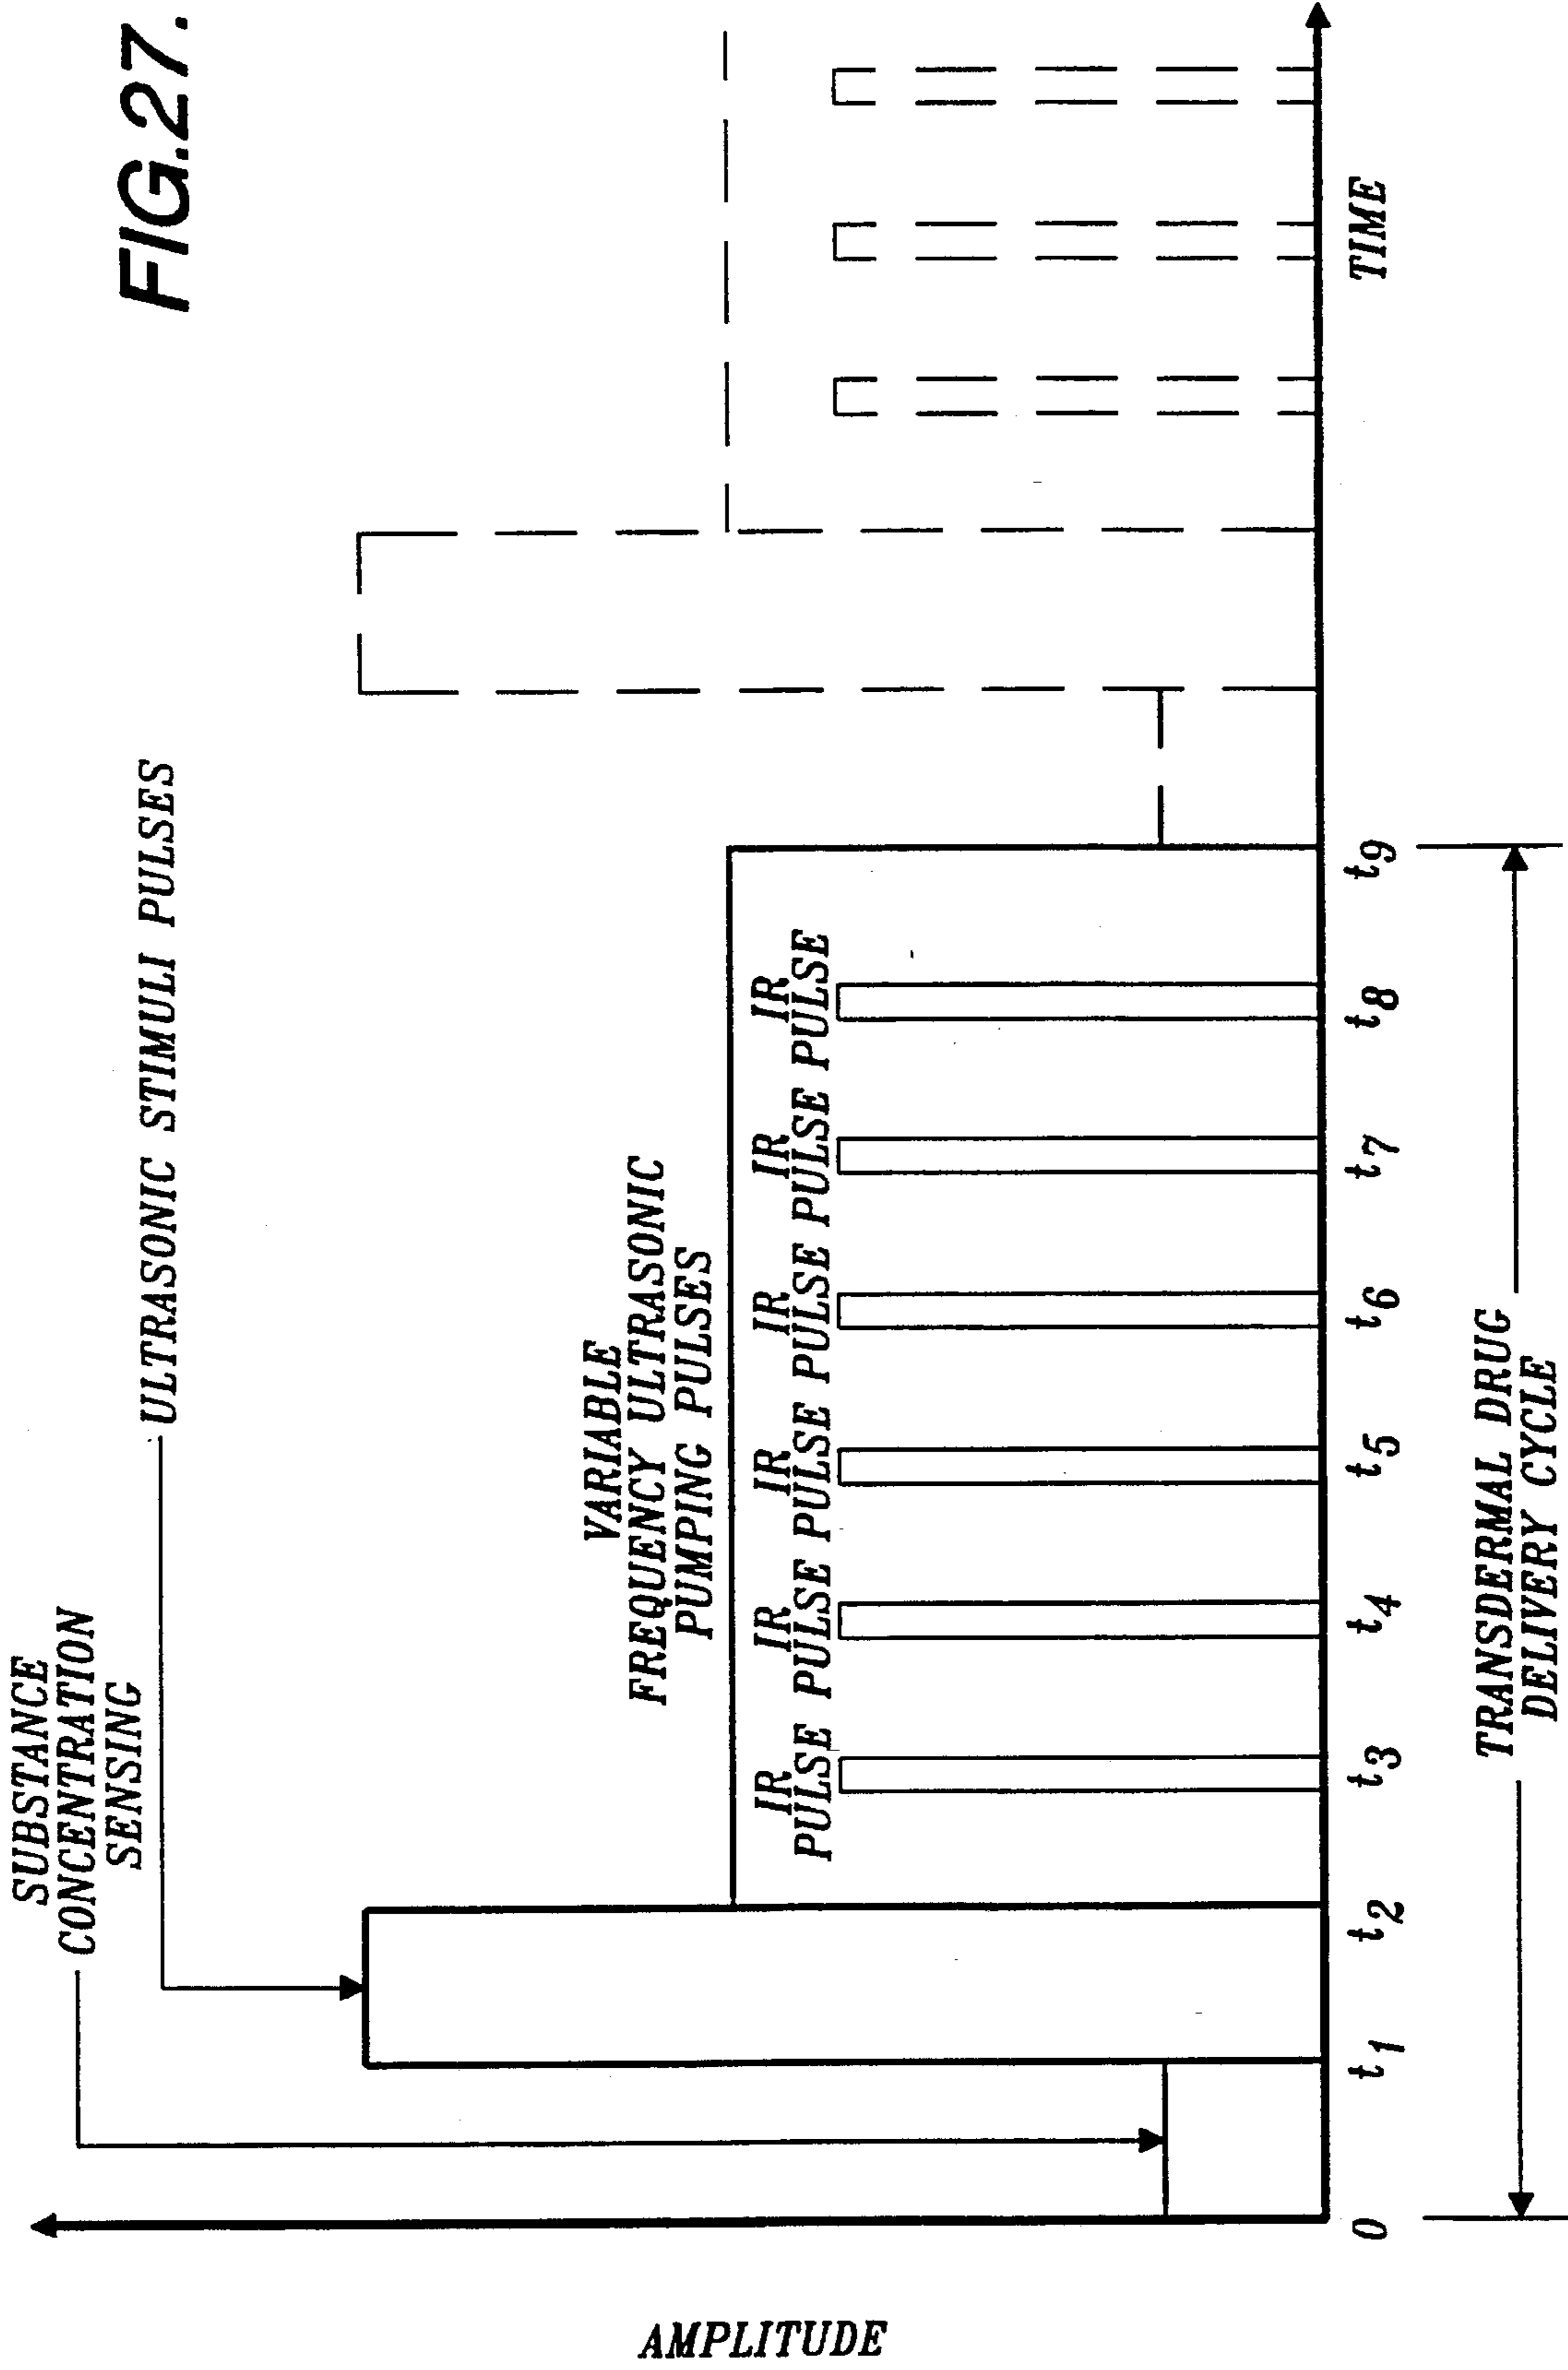 FIG.27.
SUBSTANCE
CONCENTRATION
SENSING
ULTRASONIC STIMULI PULSES
VARIABLE
FREQUENCY ULTRASONIC
PUMPING PULSES
IR IR IR IR IR IR
PULSE PULSE PULSE PULSE PULSE PULSE
AMPLITUDE
0 t1 t2 t3 t4 t5 t6 t7 t8 t9 TIME
TRANSDERMAL DRUG
DELIVERY CYCLE